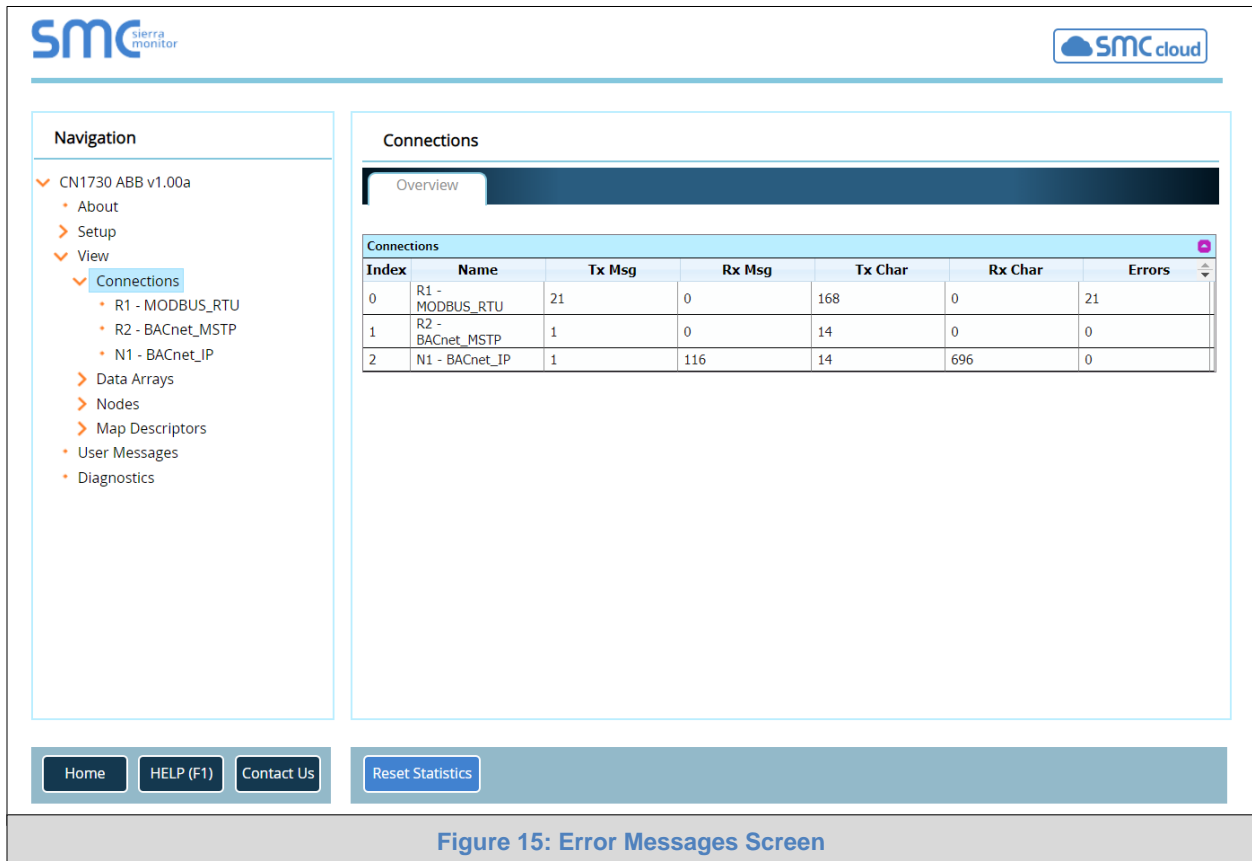 SMC sierra monitor
SMC cloud
Navigation
CN1730 ABB v1.00a
About
Setup
View
Connections
R1 - MODBUS_RTU
R2 - BACnet_MSTP
N1 - BACnet_IP
Data Arrays
Nodes
Map Descriptors
User Messages
Diagnostics
Connections
Overview
Connections
Index Name Tx Msg Rx Msg Tx Char Rx Char Errors
0 R1 - MODBUS_RTU 21 0 168 0 21
1 R2 - BACnet_MSTP 1 0 14 0 0
2 N1 - BACnet_IP 1 116 14 696 0
Home HELP (F1) Contact Us Reset Statistics
Figure 15: Error Messages Screen